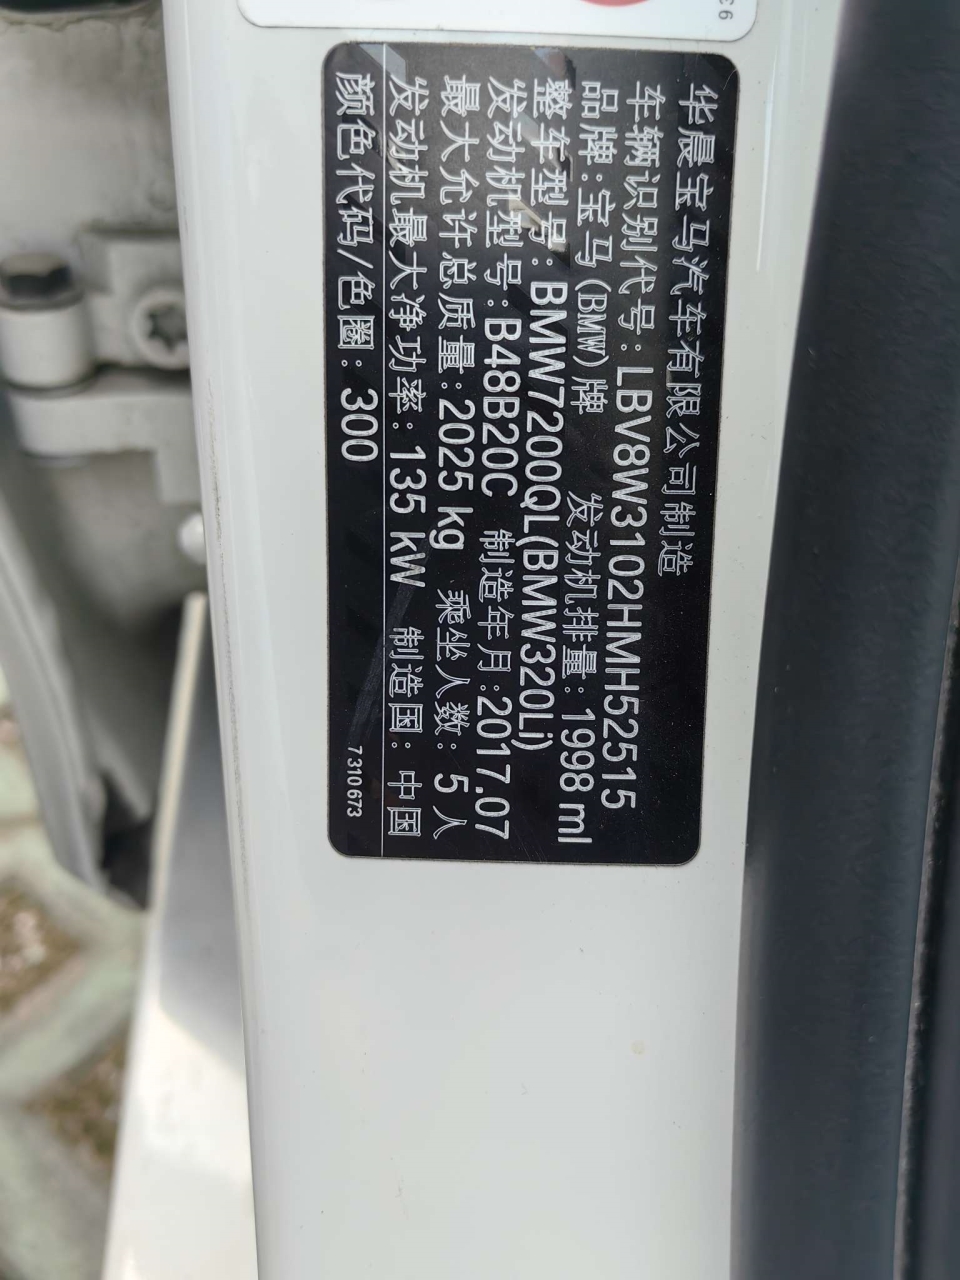 华晨宝马汽车有限公司制造
车辆识别代号: LBV8W3102HMH52515
品牌:宝马(BMW)牌 发动机排量: 1998 ml
整车型号: BMW7200QL(BMW320Li)
发动机型号: B48B20C 制造年月:2017.07
最大允许总质量: 2025 kg 乘坐人数: 5 人
发动机最大净功率: 135 kW 制造国: 中国
颜色代码/色圈: 300
7310673